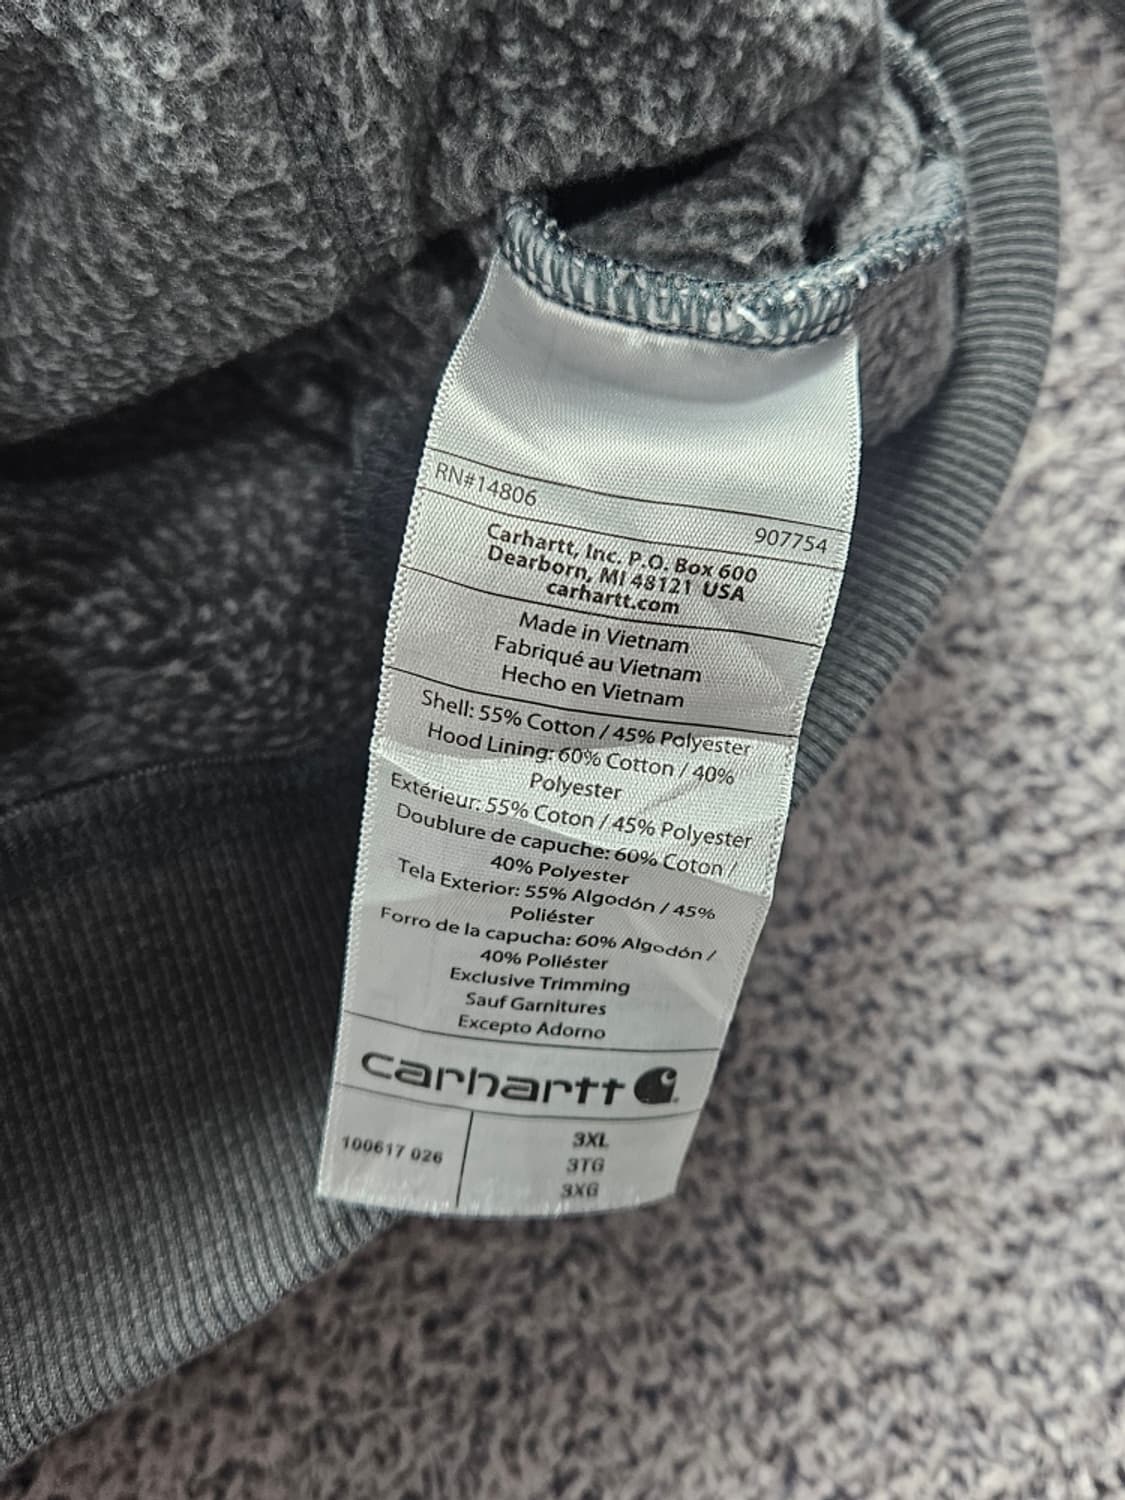 RN#14806
907754
Carhartt, Inc. P.O. Box 600
Dearborn, MI 48121 USA
carhartt.com
Made in Vietnam
Fabriqué au Vietnam
Hecho en Vietnam
Shell: 55% Cotton / 45% Polyester
Hood Lining: 60% Cotton / 40%
Polyester
Extérieur: 55% Coton / 45% Polyester
Doublure de capuche: 60% Coton /
40% Polyester
Tela Exterior: 55% Algodón / 45%
Poliéster
Forro de la capucha: 60% Algodón /
40% Poliéster
Exclusive Trimming
Sauf Garnitures
Excepto Adorno
carhartt
100617 026
3XL
3TG
3XG